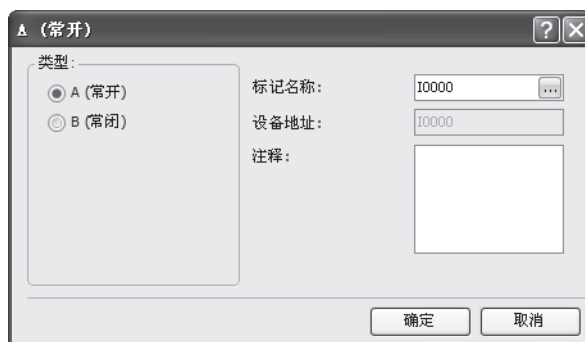 A (常开)
类型:
A (常开)
B (常闭)
标记名称:
I0000
...
设备地址:
I0000
注释:
确定
取消